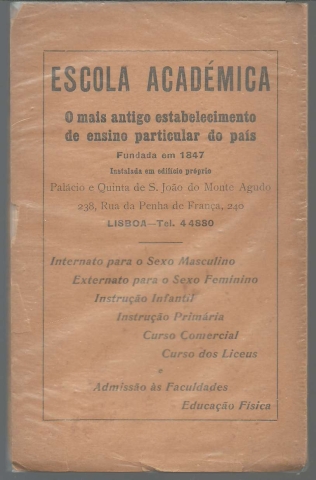 ESCOLA ACADÉMICA
O mais antigo estabelecimento
de ensino particular do país
Fundada em 1847
Instalada em edifício próprio
Palácio e Quinta de S. João do Monte Agudo
238, Rua da Penha de França, 240
LISBOA—Tel. 44880
Internato para o Sexo Masculino
Externato para o Sexo Feminino
Instrução Infantil
Instrução Primária
Curso Comercial
Curso dos Liceus
e
Admissão às Faculdades
Educação Física